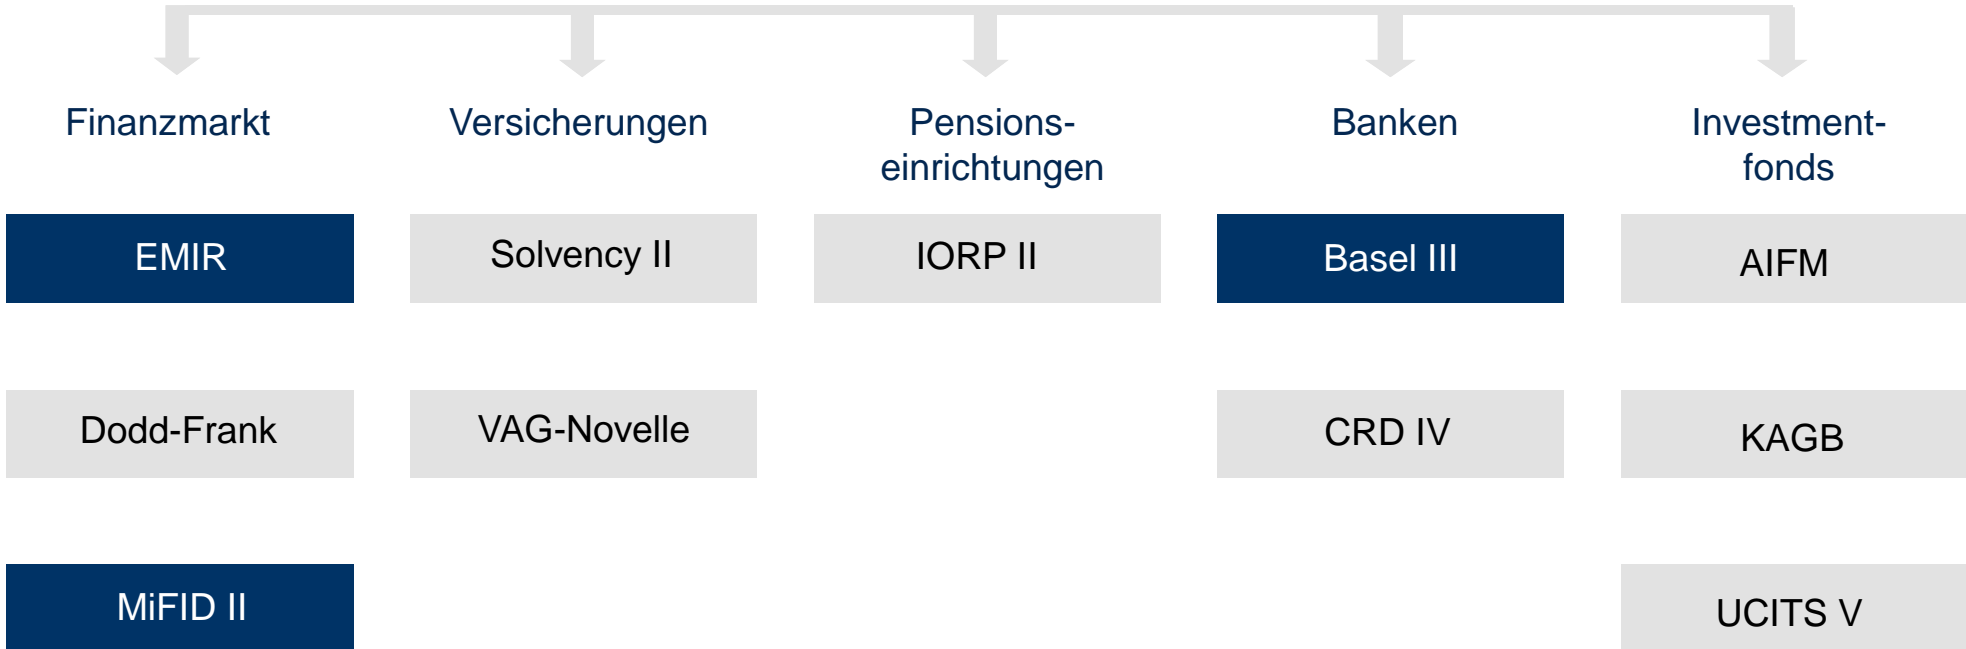 Finanzmarkt
Versicherungen
Pensions-
einrichtungen
Banken
Investment-
fonds
EMIR
Solvency II
IORP II
Basel III
AIFM
Dodd-Frank
VAG-Novelle
CRD IV
KAGB
MiFID II
UCITS V